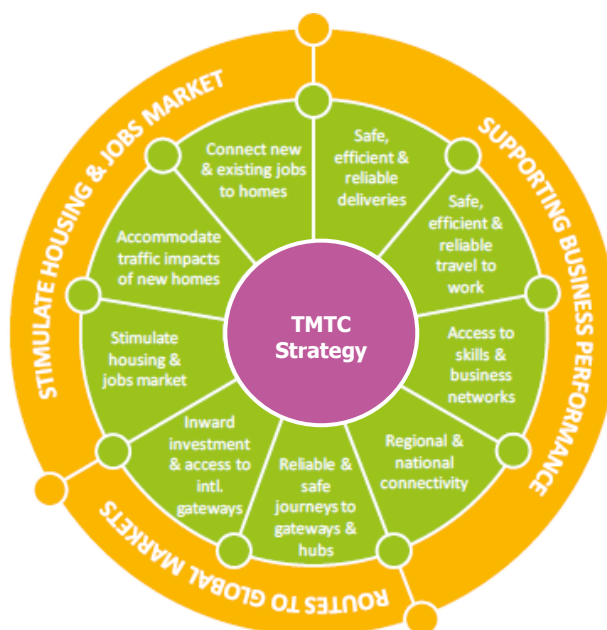 STIMULATE HOUSING & JOBS MARKET
SUPPORTING BUSINESS PERFORMANCE
ROUTES TO GLOBAL MARKETS
TMTC
Strategy
Safe,
efficient &
reliable
deliveries
Safe,
efficient &
reliable
travel to
work
Access to
skills &
business
networks
Regional &
national
connectivity
Reliable &
safe
journeys to
gateways &
hubs
Inward
investment
& access to
intl.
gateways
Stimulate
housing &
jobs market
Accommodate
traffic impacts
of new homes
Connect new
& existing jobs
to homes